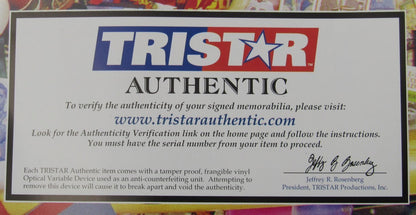 TRISTAR™
AUTHENTIC
To verify the authenticity of your signed memorabilia, please visit:
www.tristarauthentic.com
Look for the Authenticity Verification link on the home page and follow the instructions.
You must have the serial number from your item to proceed.
Each TRISTAR Authentic item comes with a tamper proof, frangible vinyl
Optical Variable Device used as an anti-counterfeiting unit. Attempting to
remove this device will cause it to break apart and void the authenticity.
Jeffrey R. Rosenberg
Jeffrey R. Rosenberg
President, TRISTAR Productions, Inc.